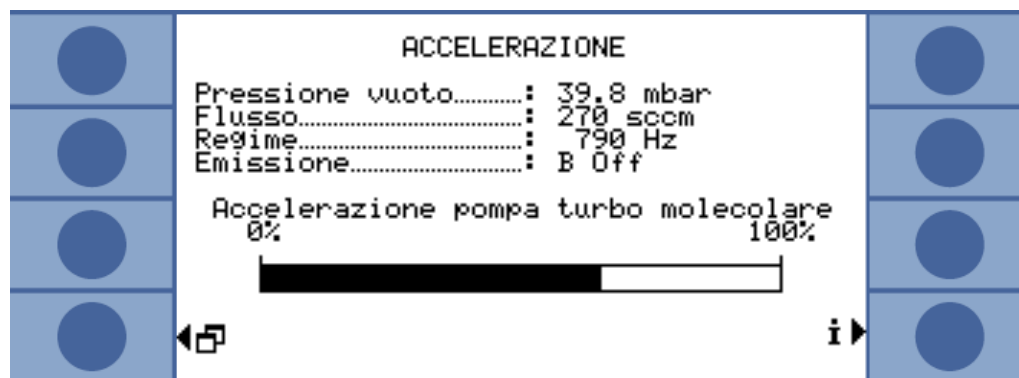 ACCELERAZIONE
Pressione vuoto...........: 39.8 mbar
Flusso...........................: 270 sccm
Regime...........................: 790 Hz
Emissione........................: B Off
Accelerazione pompa turbo molecolare
0% 100%
i